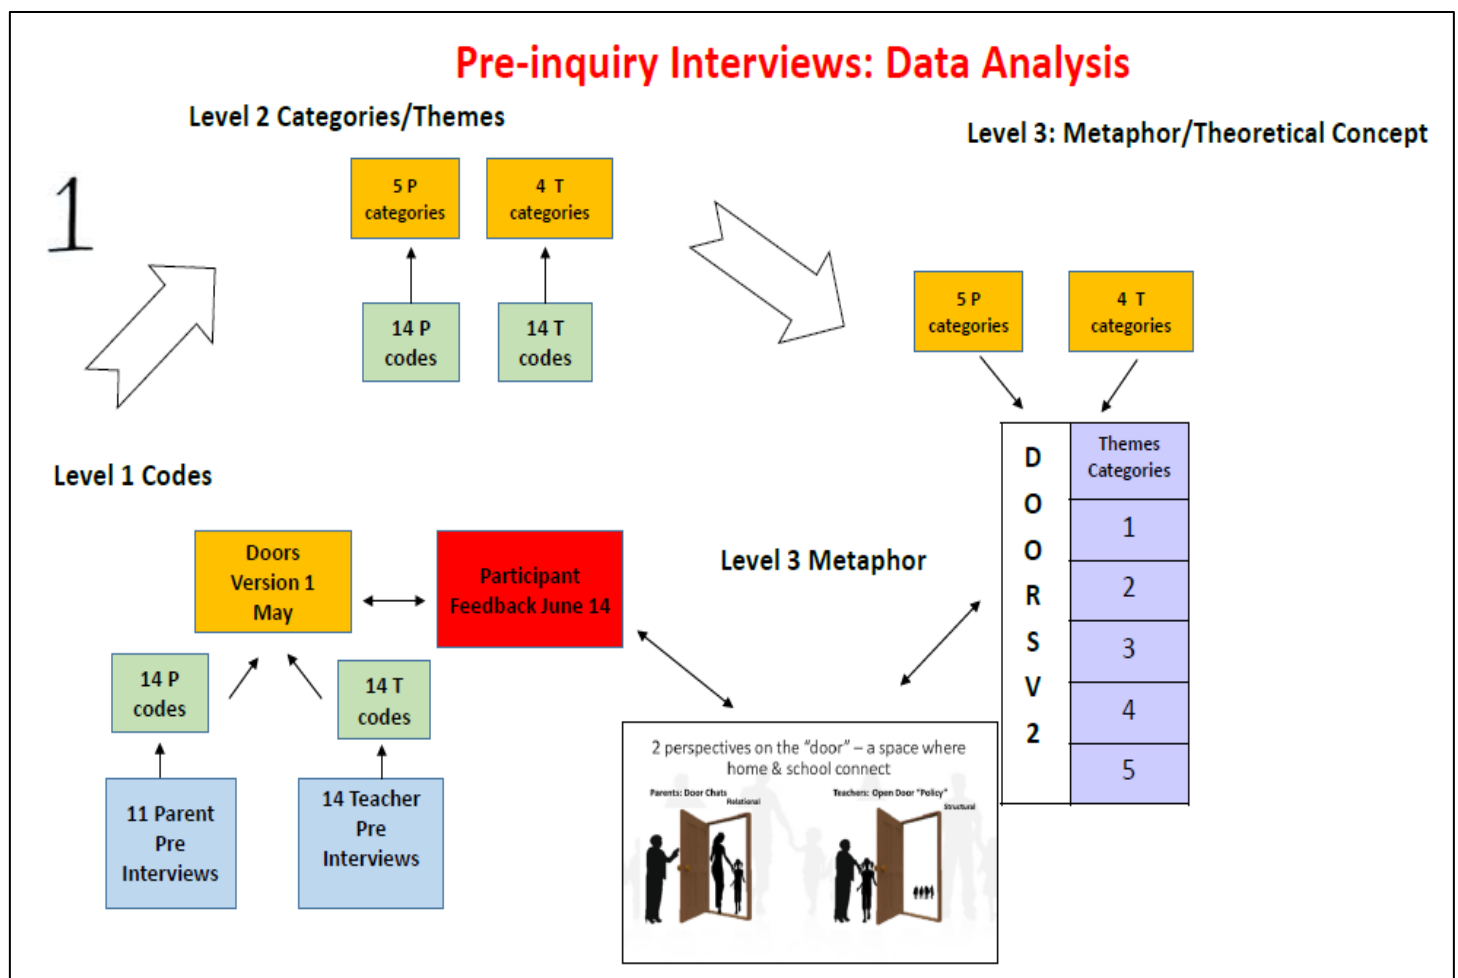 Pre-inquiry Interviews: Data Analysis
Level 2 Categories/Themes
Level 3: Metaphor/Theoretical Concept
1
5 P
categories
4 T
categories
14 P
codes
14 T
codes
5 P
categories
4 T
categories
Level 1 Codes
Doors
Version 1
May
Participant
Feedback June 14
14 P
codes
14 T
codes
11 Parent
Pre
Interviews
14 Teacher
Pre
Interviews
Level 3 Metaphor
2 perspectives on the “door” – a space where
home & school connect
Parents: Door Chats
Relational
Teachers: Open Door “Policy”
Structural
D
O
O
R
S
V
2
Themes
Categories
1
2
3
4
5